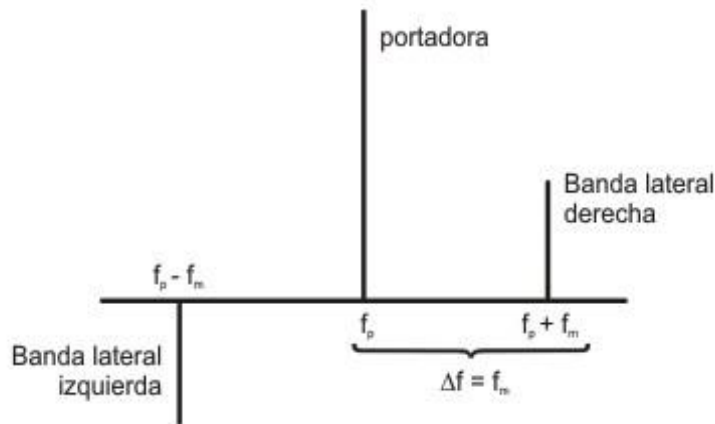 portadora
Banda lateral
derecha
fₚ - fₘ
fₚ
fₚ + fₘ
Banda lateral
izquierda
Δf = fₘ